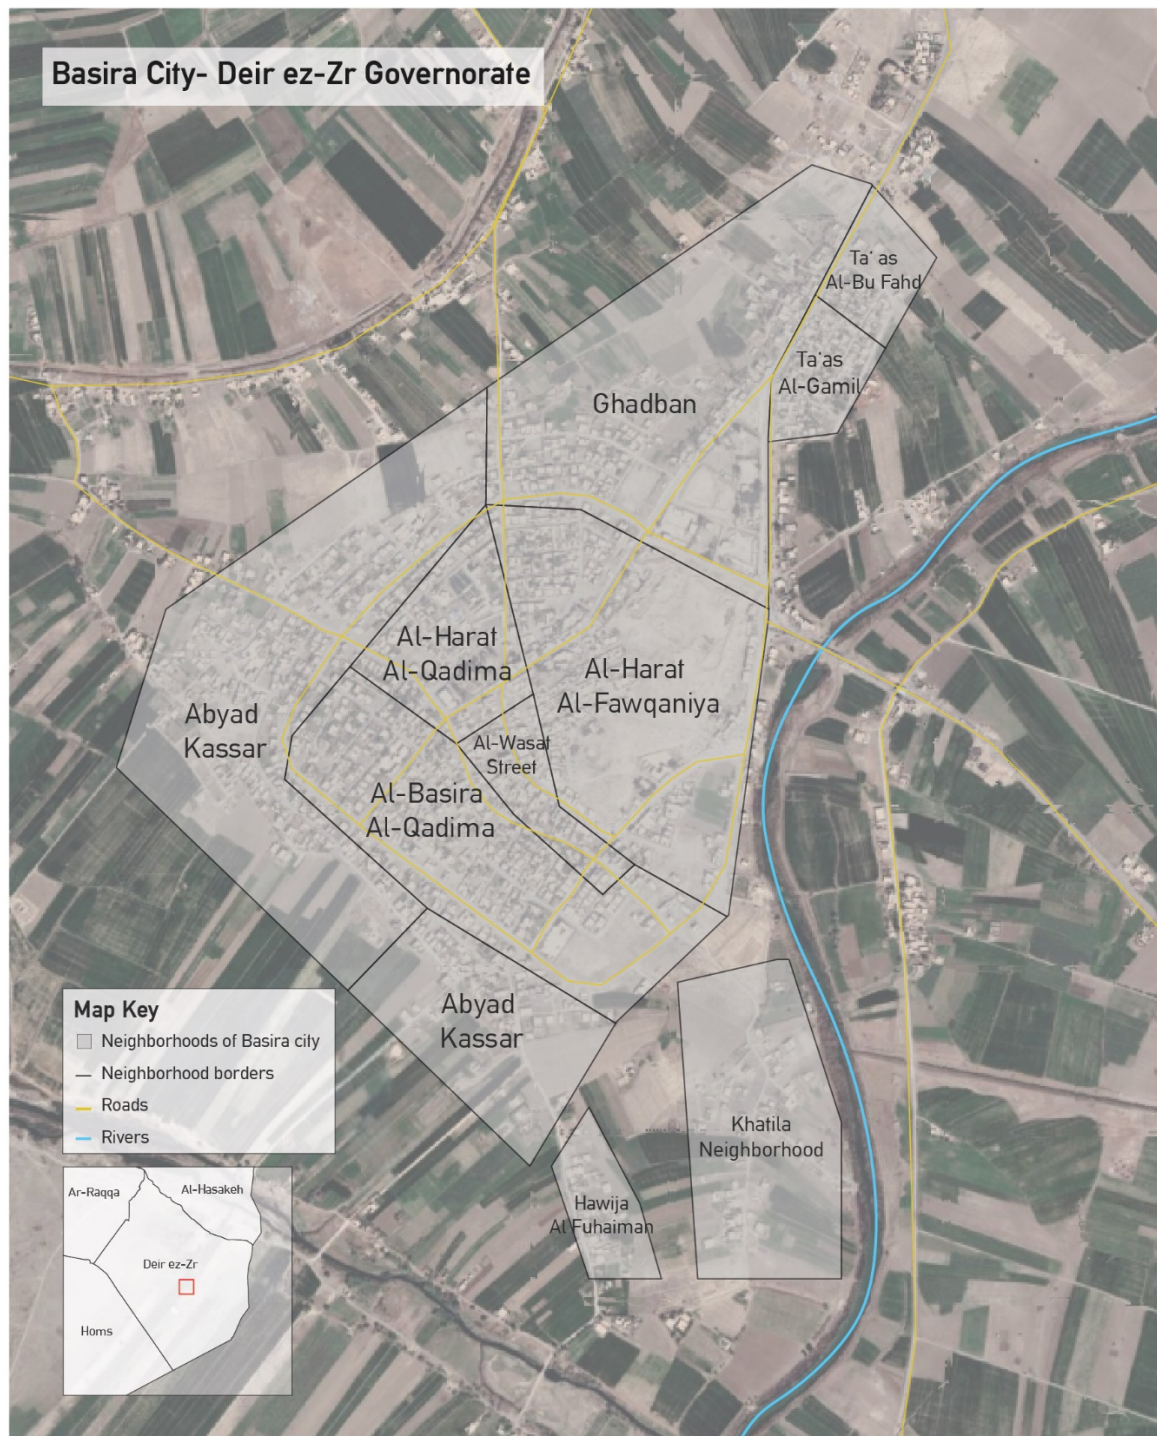 Basira City- Deir ez-Zr Governorate
Ta' as
Al-Bu Fahd
Ta'as
Al-Gamil
Ghadban
Al-Harat
Al-Qadima
Al-Harat
Al-Fawqaniya
Abyad
Kassar
Al-Wasat
Street
Al-Basira
Al-Qadima
Abyad
Kassar
Khatila
Neighborhood
Hawija
Al Fuhaiman
Map Key
Neighborhoods of Basira city
Neighborhood borders
Roads
Rivers
Ar-Raqqa
Al-Hasakeh
Deir ez-Zr
Homs